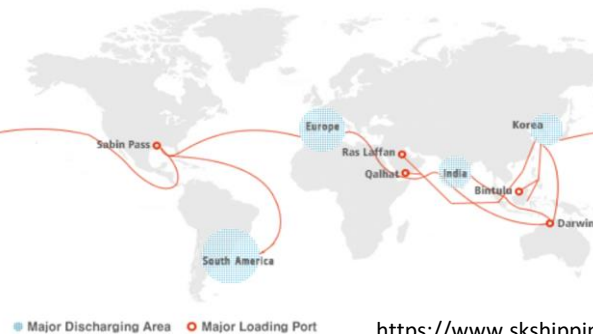 Europe
Korea
Sabin Pass
Ras Laffan
Qalhat
India
Bintulu
Darwin
South America
Major Discharging Area
Major Loading Port
https://www.skshippin